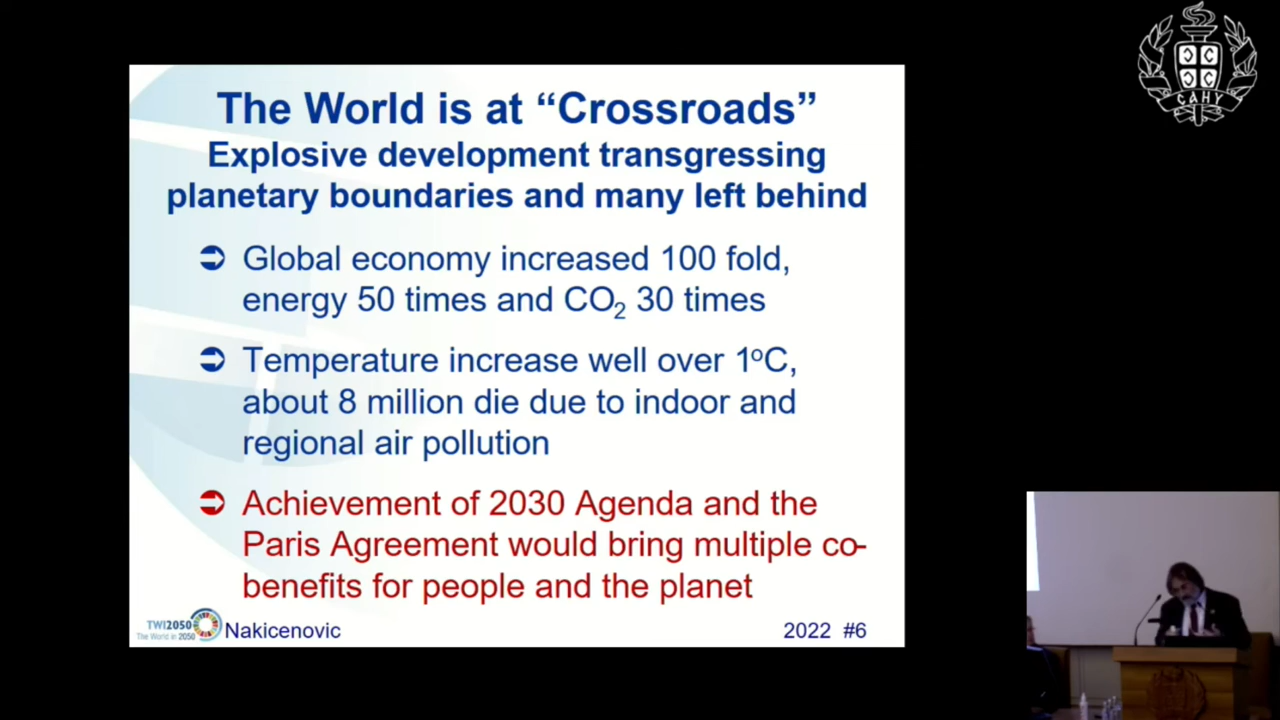 The World is at “Crossroads”
Explosive development transgressing
planetary boundaries and many left behind
➲ Global economy increased 100 fold,
energy 50 times and CO₂ 30 times
➲ Temperature increase well over 1ºC,
about 8 million die due to indoor and
regional air pollution
➲ Achievement of 2030 Agenda and the
Paris Agreement would bring multiple co-
benefits for people and the planet
TWI2050
The World in 2050
Nakicenovic
2022 #6
САНУ